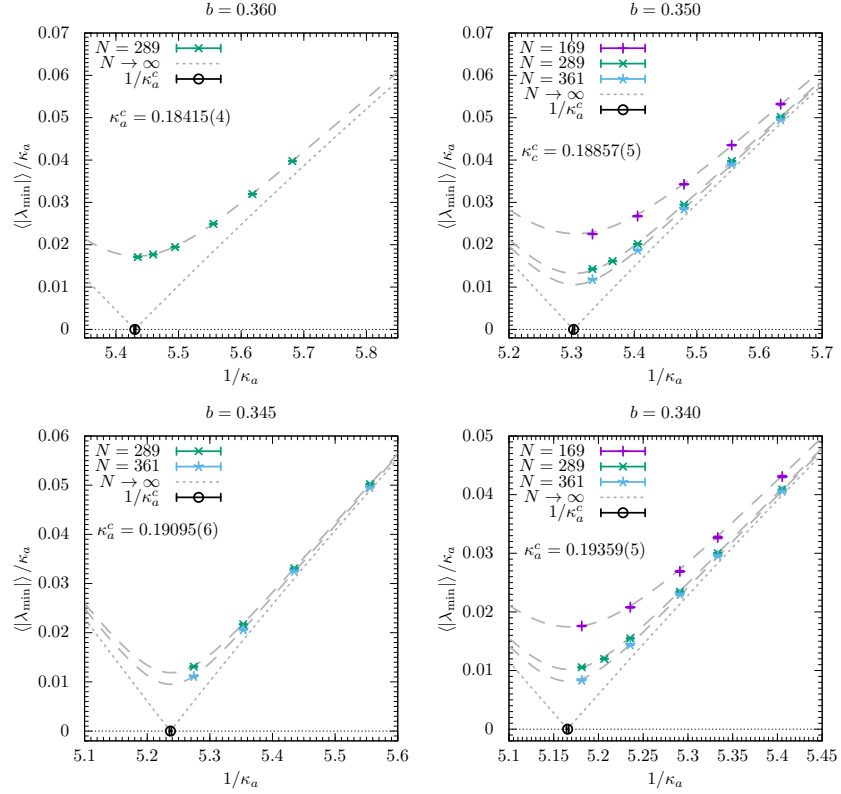 b = 0.360
⟨|λ_min|⟩/κ_a
0.07
0.06
0.05
0.04
0.03
0.02
0.01
0
N = 289
N → ∞
1/κ_a^c
κ_a^c = 0.18415(4)
5.4 5.5 5.6 5.7 5.8
1/κ_a
b = 0.350
⟨|λ_min|⟩/κ_a
0.07
0.06
0.05
0.04
0.03
0.02
0.01
0
N = 169
N = 289
N = 361
N → ∞
1/κ_a^c
κ_c^c = 0.18857(5)
5.2 5.3 5.4 5.5 5.6 5.7
1/κ_a
b = 0.345
⟨|λ_min|⟩/κ_a
0.06
0.05
0.04
0.03
0.02
0.01
0
N = 289
N = 361
N → ∞
1/κ_a^c
κ_a^c = 0.19095(6)
5.1 5.2 5.3 5.4 5.5 5.6
1/κ_a
b = 0.340
⟨|λ_min|⟩/κ_a
0.05
0.04
0.03
0.02
0.01
0
N = 169
N = 289
N = 361
N → ∞
1/κ_a^c
κ_a^c = 0.19359(5)
5.1 5.15 5.2 5.25 5.3 5.35 5.4 5.45
1/κ_a